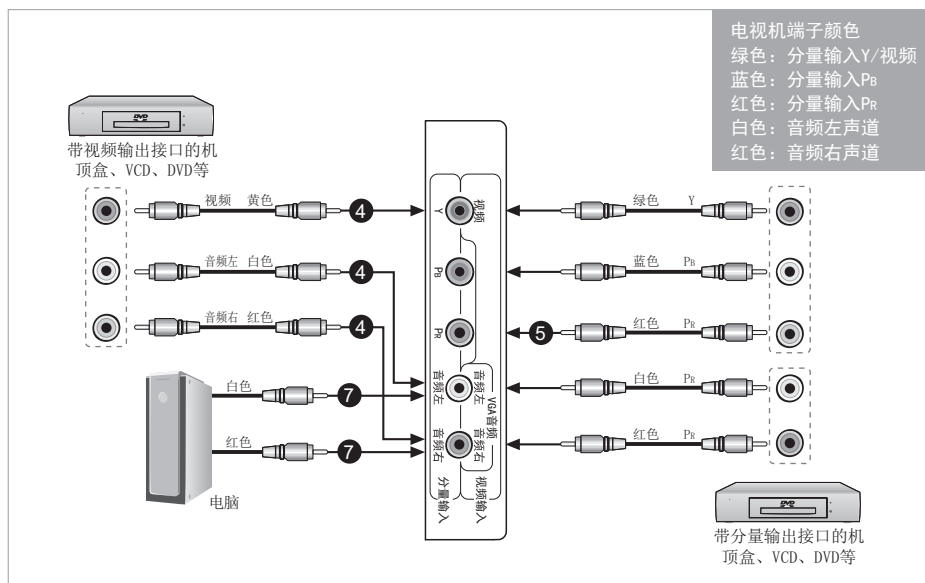 电视机端子颜色
绿色：分量输入Y/视频
蓝色：分量输入PB
红色：分量输入PR
白色：音频左声道
红色：音频右声道
DVD
带视频输出接口的机
顶盒、VCD、DVD等
视频 黄色
4
音频左 白色
4
音频右 红色
4
白色
7
红色
7
电脑
Y
视频
PB
PR
音频左
音频左
音频右
音频右
VGA音频
分量输入
视频输入
绿色 Y
蓝色 PB
5
红色 PR
白色 PR
红色 PR
DVD
带分量输出接口的机
顶盒、VCD、DVD等